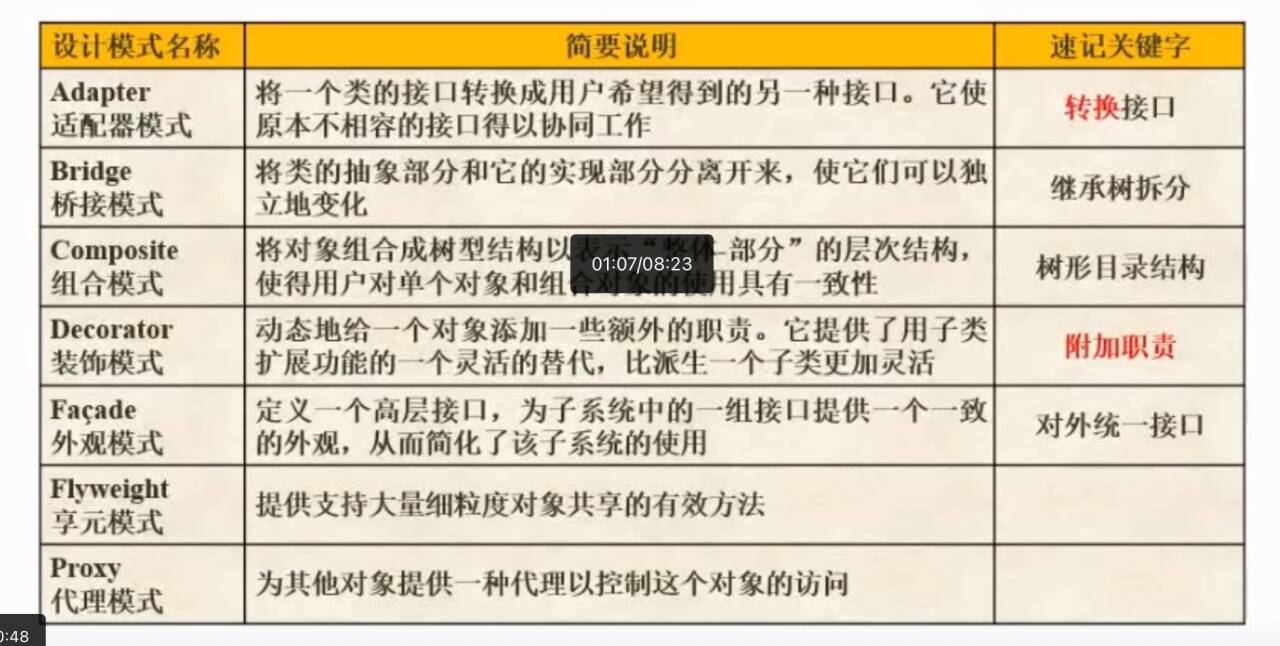 设计模式名称 简要说明 速记关键字
Adapter
适配器模式
将一个类的接口转换成用户希望得到的另一种接口。它使
原本不相容的接口得以协同工作
转换接口
Bridge
桥接模式
将类的抽象部分和它的实现部分分离开来，使它们可以独
立地变化
继承树拆分
Composite
组合模式
将对象组合成树型结构以表示“整体-部分”的层次结构，
使得用户对单个对象和组合对象的使用具有一致性
树形目录结构
01:07/08:23
Decorator
装饰模式
动态地给一个对象添加一些额外的职责。它提供了用子类
扩展功能的一个灵活的替代，比派生一个子类更加灵活
附加职责
Façade
外观模式
定义一个高层接口，为子系统中的一组接口提供一个一致
的外观，从而简化了该子系统的使用
对外统一接口
Flyweight
享元模式
提供支持大量细粒度对象共享的有效方法
Proxy
代理模式
为其他对象提供一种代理以控制这个对象的访问
0:48